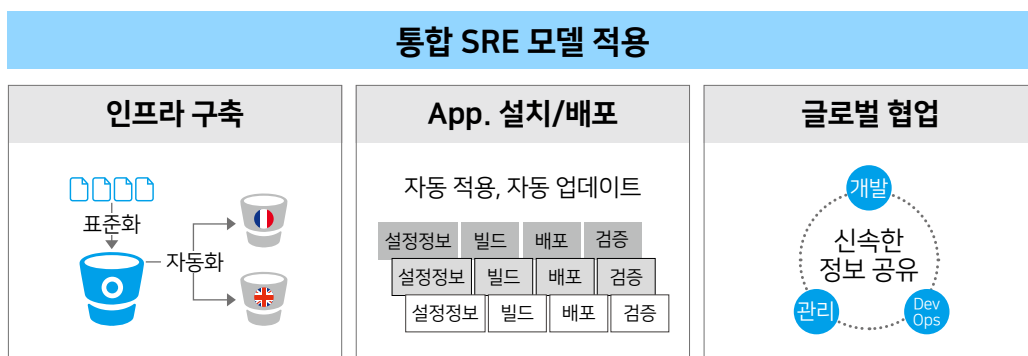 통합 SRE 모델 적용
인프라 구축
표준화
자동화
App. 설치/배포
자동 적용, 자동 업데이트
설정정보 빌드 배포 검증
설정정보 빌드 배포 검증
설정정보 빌드 배포 검증
글로벌 협업
개발
신속한
정보 공유
관리
Dev
Ops